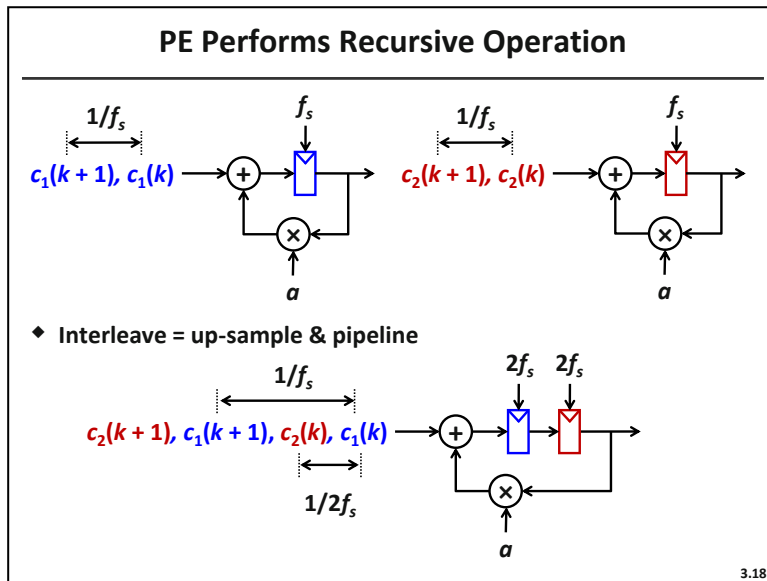 PE Performs Recursive Operation
1/fₛ
fₛ
c₁(k + 1), c₁(k)
+
×
a
1/fₛ
fₛ
c₂(k + 1), c₂(k)
+
×
a
◆ Interleave = up-sample & pipeline
1/fₛ
2fₛ 2fₛ
c₂(k + 1), c₁(k + 1), c₂(k), c₁(k)
+
1/2fₛ
×
a
3.18